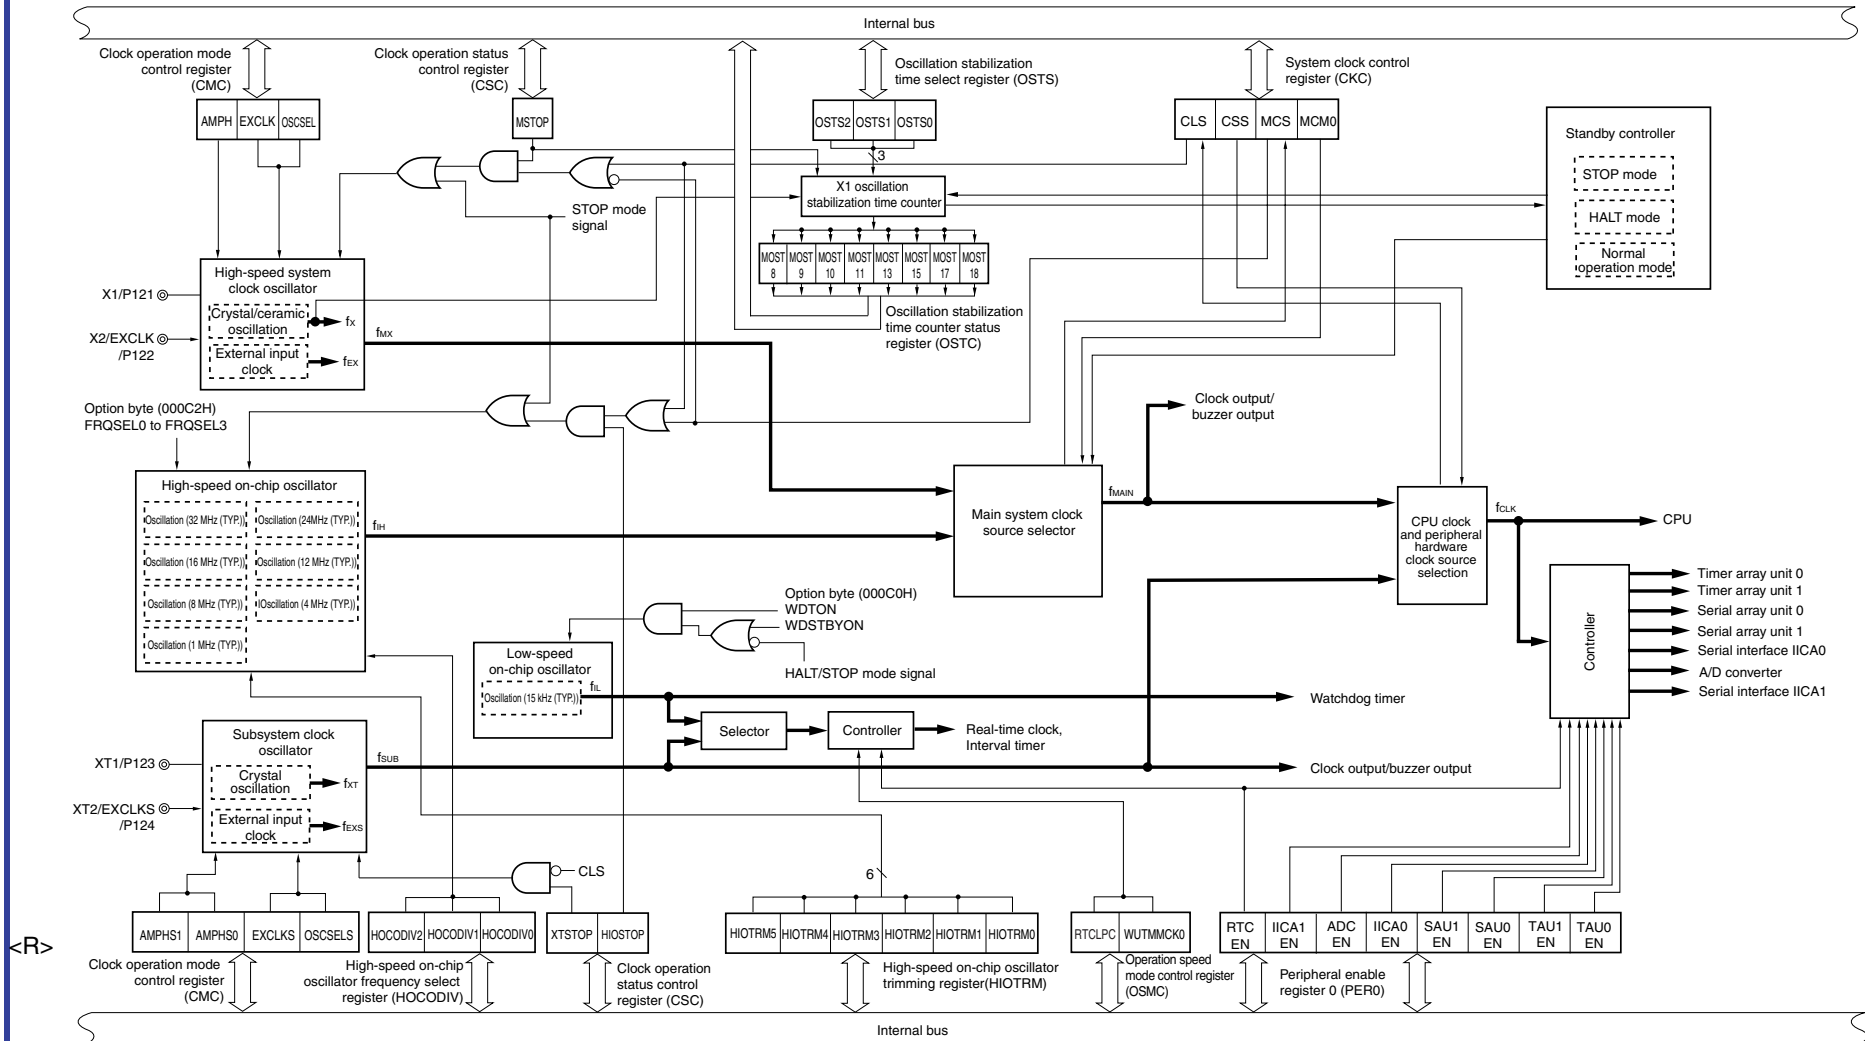 Internal bus
Clock operation mode
control register
(CMC)
Clock operation status
control register
(CSC)
Oscillation stabilization
time select register (OSTS)
System clock control
register (CKC)
AMPH EXCLK OSCSEL
MSTOP
OSTS2 OSTS1 OSTS0
3
CLS CSS MCS MCM0
Standby controller
STOP mode
HALT mode
Normal
operation mode
X1 oscillation
stabilization time counter
STOP mode
signal
MOST 8
MOST 9
MOST 10
MOST 11
MOST 13
MOST 15
MOST 17
MOST 18
Oscillation stabilization
time counter status
register (OSTC)
High-speed system
clock oscillator
X1/P121
Crystal/ceramic
oscillation
fX
X2/EXCLK
/P122
External input
clock
fEX
fMX
Option byte (000C2H)
FRQSEL0 to FRQSEL3
Clock output/
buzzer output
High-speed on-chip oscillator
Oscillation (32 MHz (TYP.))
Oscillation (24MHz (TYP.))
Oscillation (16 MHz (TYP.))
Oscillation (12 MHz (TYP.))
Oscillation (8 MHz (TYP.))
Oscillation (4 MHz (TYP.))
Oscillation (1 MHz (TYP.))
fIH
Main system clock
source selector
fMAIN
CPU clock
and peripheral
hardware
clock source
selection
fCLK
CPU
Controller
Timer array unit 0
Timer array unit 1
Serial array unit 0
Serial array unit 1
Serial interface IICA0
A/D converter
Serial interface IICA1
Option byte (000C0H)
WDTON
WDSTBYON
HALT/STOP mode signal
Low-speed
on-chip oscillator
Oscillation (15 kHz (TYP.))
fIL
Watchdog timer
Selector
Controller
Real-time clock,
Interval timer
Subsystem clock
oscillator
XT1/P123
Crystal
oscillation
fXT
XT2/EXCLKS
/P124
External input
clock
fEXS
fSUB
Clock output/buzzer output
CLS
6
AMPHS1 AMPHS0 EXCLKS OSCSELS
HOCODIV2 HOCODIV1 HOCODIV0
XTSTOP HIOSTOP
HIOTRM5 HIOTRM4 HIOTRM3 HIOTRM2 HIOTRM1 HIOTRM0
RTCLPC WUTMMCK0
RTC EN
IICA1 EN
ADC EN
IICA0 EN
SAU1 EN
SAU0 EN
TAU1 EN
TAU0 EN
<R>
Clock operation mode
control register
(CMC)
High-speed on-chip
oscillator frequency select
register (HOCODIV)
Clock operation
status control
register (CSC)
High-speed on-chip oscillator
trimming register(HIOTRM)
Operation speed
mode control register
(OSMC)
Peripheral enable
register 0 (PER0)
Internal bus